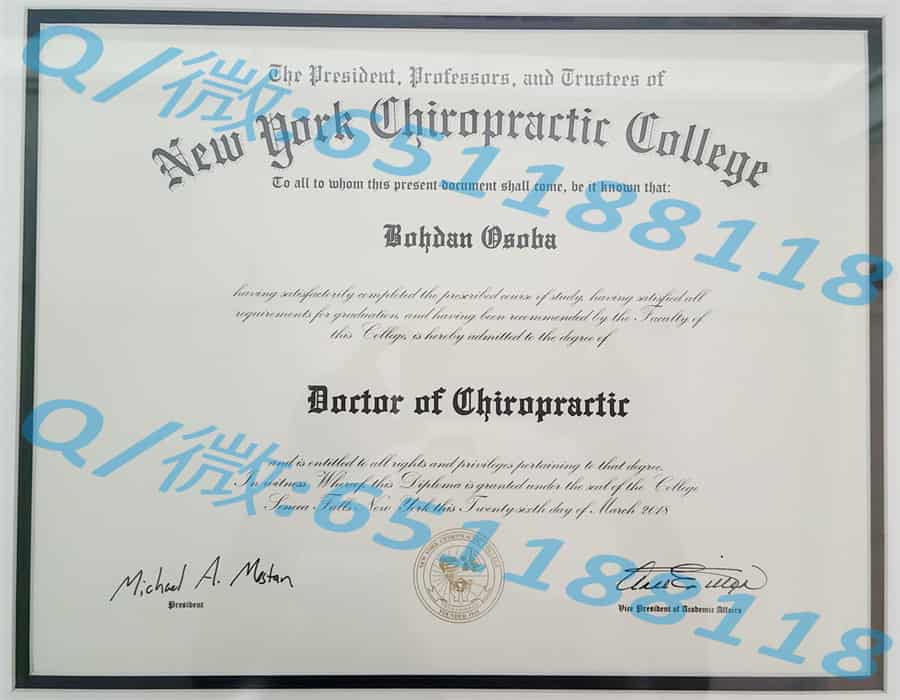 The President, Professors, and Trustees of
New York Chiropractic College
To all to whom this present document shall come, be it known that:
Bohdan Osoba
having satisfactorily completed the prescribed course of study, having satisfied all
requirements for graduation, and having been recommended by the Faculty of
this College, is hereby admitted to the degree of
Doctor of Chiropractic
and is entitled to all rights and privileges pertaining to that degree.
In witness Whereof, this Diploma is granted under the seal of the College
Seneca Falls, New York this Twenty sixth day of March 2018
Michael A. Mestan
President
Vice President of Academic Affairs
Q/微:651188118
Q/微:651188118